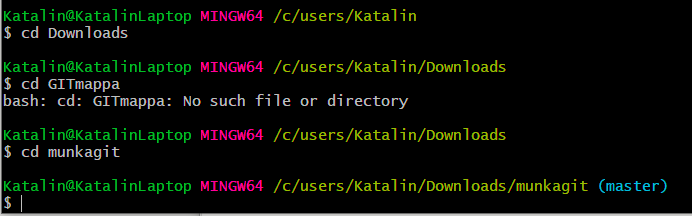 Katalin@KatalinLaptop MINGW64 /c/users/Katalin
$ cd Downloads
Katalin@KatalinLaptop MINGW64 /c/users/Katalin/Downloads
$ cd GITmappa
bash: cd: GITmappa: No such file or directory
Katalin@KatalinLaptop MINGW64 /c/users/Katalin/Downloads
$ cd munkagit
Katalin@KatalinLaptop MINGW64 /c/users/Katalin/Downloads/munkagit (master)
$